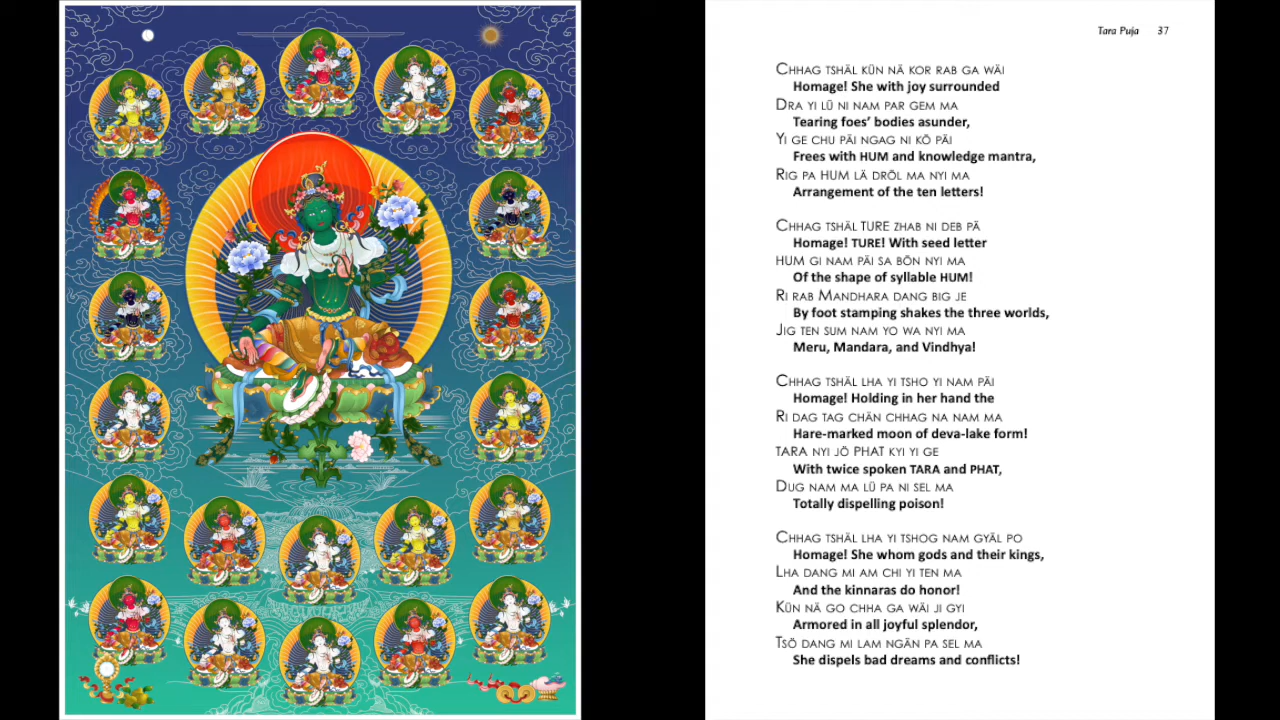 Tara Puja 37
CHHAG TSHÄL KÜN NÄ KOR RAB GA WÄI
Homage! She with joy surrounded
DRA YI LÜ NI NAM PAR GEM MA
Tearing foes' bodies asunder,
YI GE CHU PÄI NGAG NI KÖ PÄI
Frees with HUM and knowledge mantra,
RIG PA HUM LÄ DRÖL MA NYI MA
Arrangement of the ten letters!
CHHAG TSHÄL TURE ZHAB NI DEB PÄ
Homage! TURE! With seed letter
HUM GI NAM PÄI SA BÖN NYI MA
Of the shape of syllable HUM!
RI RAB MANDHARA DANG BIG JE
By foot stamping shakes the three worlds,
JIG TEN SUM NAM YO WA NYI MA
Meru, Mandara, and Vindhya!
CHHAG TSHÄL LHA YI TSHO YI NAM PÄI
Homage! Holding in her hand the
RI DAG TAG CHÄN CHHAG NA NAM MA
Hare-marked moon of deva-lake form!
TARA NYI JÖ PHAT KYI YI GE
With twice spoken TARA and PHAT,
DUG NAM MA LÜ PA NI SEL MA
Totally dispelling poison!
CHHAG TSHÄL LHA YI TSHOG NAM GYÄL PO
Homage! She whom gods and their kings,
LHA DANG MI AM CHI YI TEN MA
And the kinnaras do honor!
KÜN NÄ GO CHHA GA WÄI JI GYI
Armored in all joyful splendor,
TSÖ DANG MI LAM NGÄN PA SEL MA
She dispels bad dreams and conflicts!